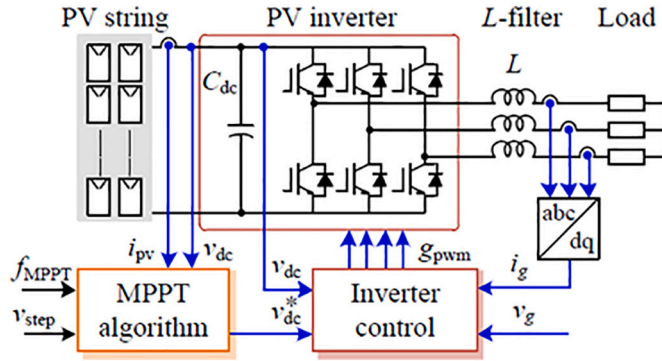 PV string
PV inverter
L-filter
Load
C_dc
L
i_pv
v_dc
v_dc
g_pwm
abc
dq
f_MPPT
v_step
MPPT
algorithm
v_dc^*
Inverter
control
i_g
v_g